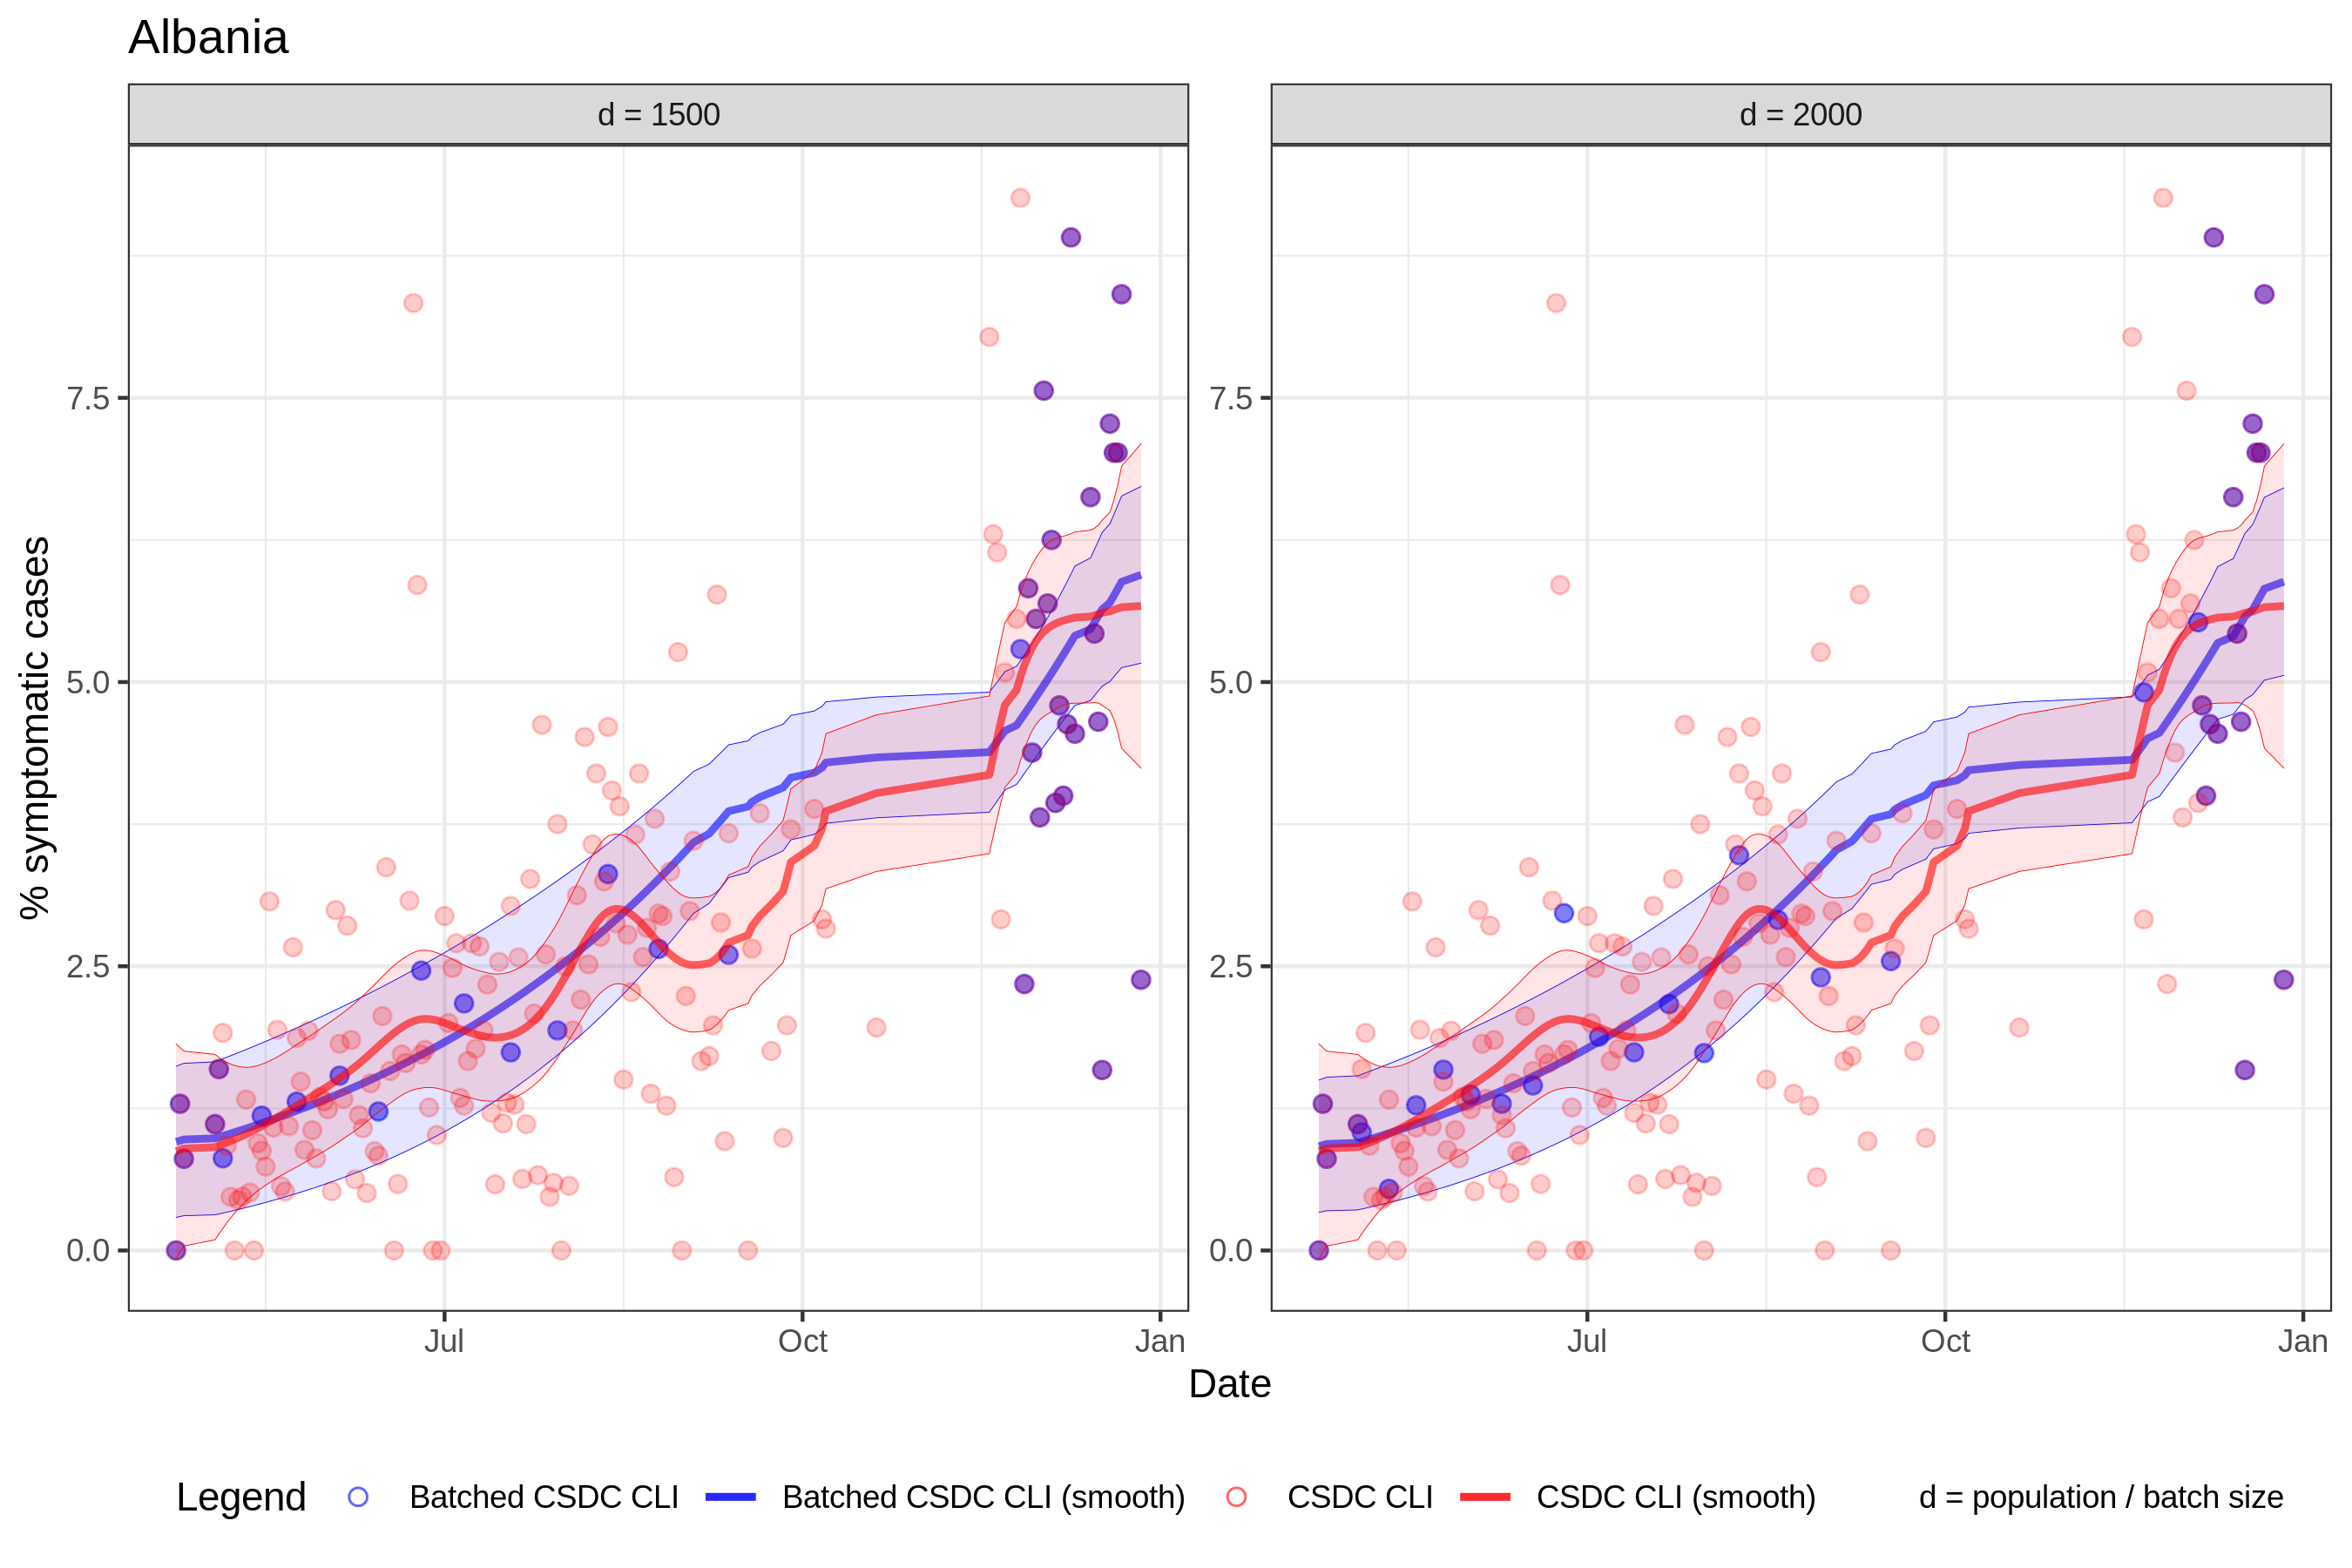 Albania
d = 1500
d = 2000
% symptomatic cases
7.5
5.0
2.5
0.0
7.5
5.0
2.5
0.0
Jul
Oct
Jan
Jul
Oct
Jan
Date
Legend
Batched CSDC CLI
Batched CSDC CLI (smooth)
CSDC CLI
CSDC CLI (smooth)
d = population / batch size